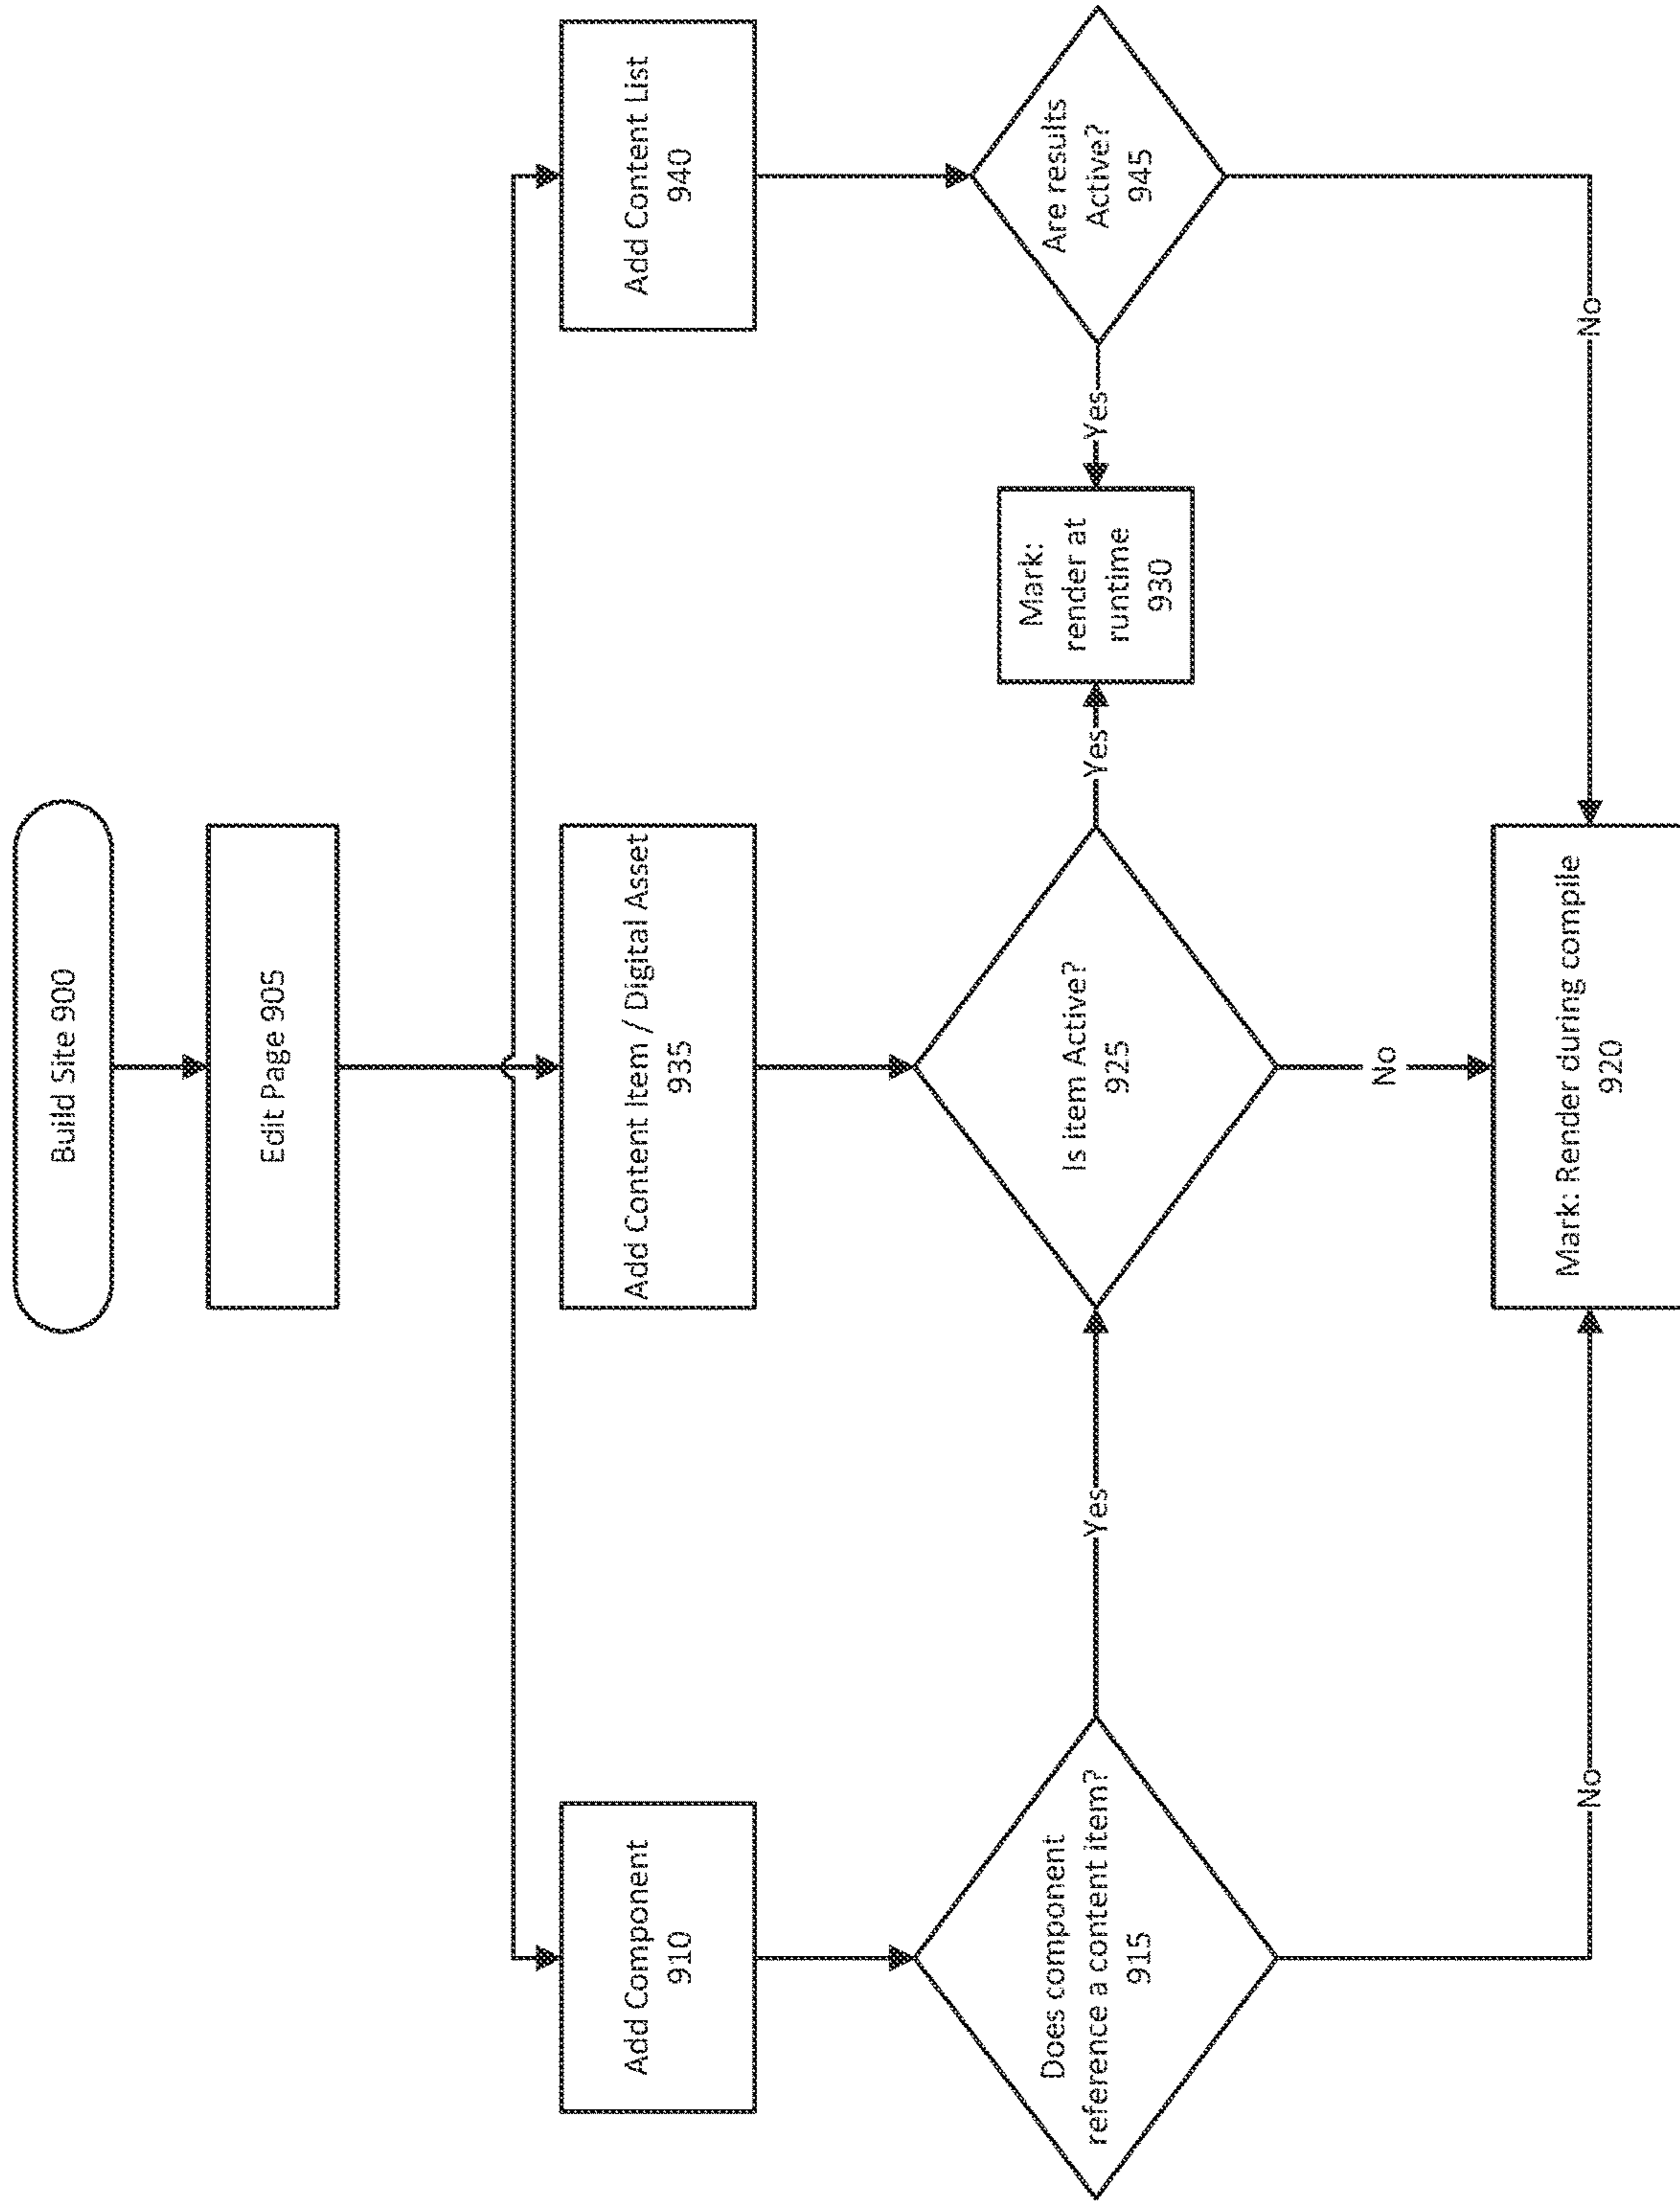 Build Site 900
Edit Page 905
Add Component
910
Add Content Item / Digital Asset
935
Add Content List
940
Does component
reference a content item?
915
Yes
Is item Active?
925
Yes
Mark:
render at
runtime
930
Yes
Are results
Active?
945
No
No
No
Mark: Render during compile
920